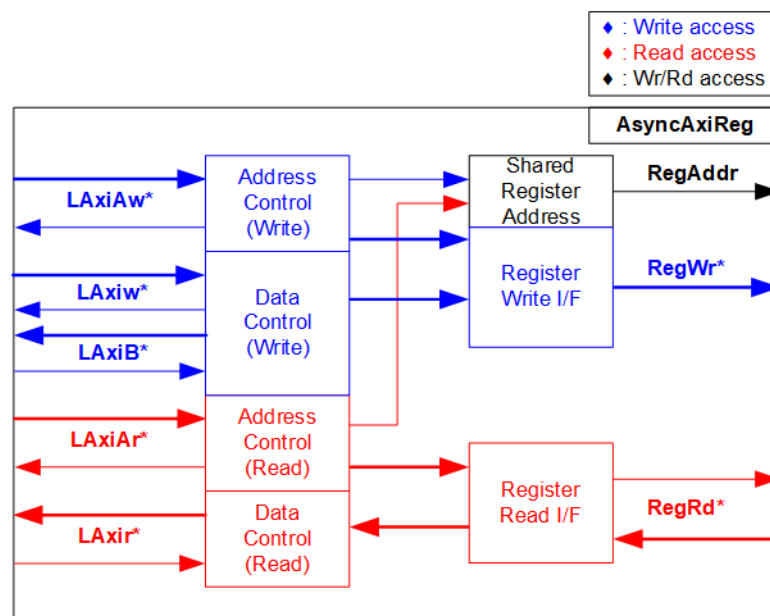 ♦ : Write access
♦ : Read access
♦ : Wr/Rd access
AsyncAxiReg
LAxiAw*
Address
Control
(Write)
Shared
Register
Address
RegAddr
LAxiw*
LAxiB*
Data
Control
(Write)
Register
Write I/F
RegWr*
LAxiAr*
Address
Control
(Read)
LAxir*
Data
Control
(Read)
Register
Read I/F
RegRd*